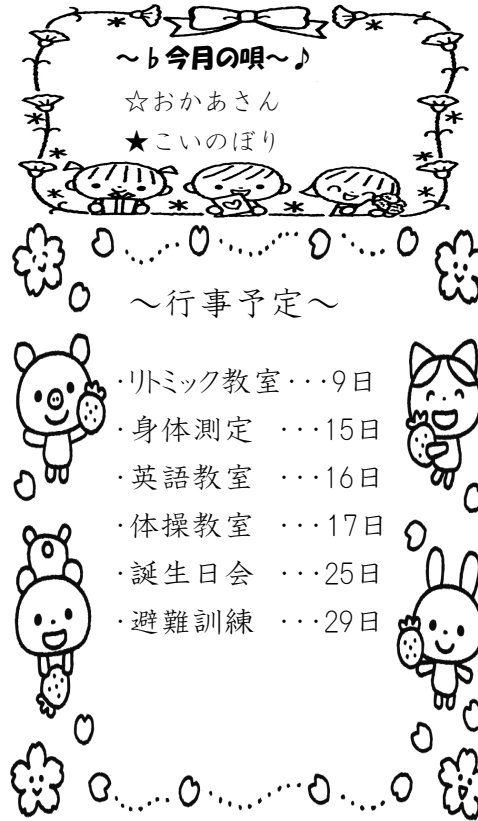 ～♭今月の唄～♪
☆おかあさん
★こいのぼり
～行事予定～
・リトミック教室・・・9日
・身体測定　・・・15日
・英語教室　・・・16日
・体操教室　・・・17日
・誕生日会　・・・25日
・避難訓練　・・・29日